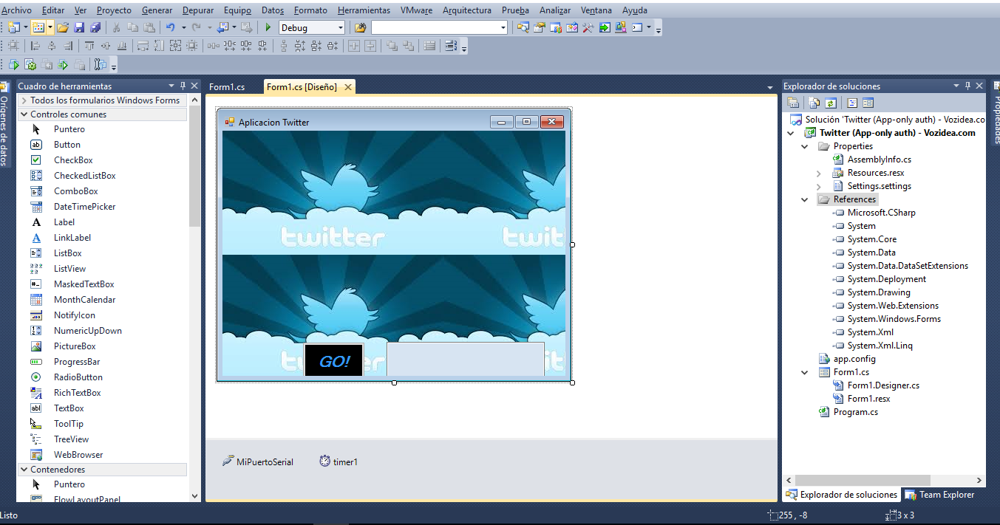 Archivo Editar Ver Proyecto Generar Depurar Equipo Datos Formato Herramientas VMware Arquitectura Prueba Analizar Ventana Ayuda
Debug
Orígenes de datos
Cuadro de herramientas
Todos los formularios Windows Forms
Controles comunes
Puntero
Button
CheckBox
CheckedListBox
ComboBox
DateTimePicker
Label
LinkLabel
ListBox
ListView
MaskedTextBox
MonthCalendar
NotifyIcon
NumericUpDown
PictureBox
ProgressBar
RadioButton
RichTextBox
TextBox
ToolTip
TreeView
WebBrowser
Contenedores
Puntero
FlowLayoutPanel
Form1.cs
Form1.cs [Diseño]
Aplicacion Twitter
twitter
twit
GO!
MiPuertoSerial
timer1
Explorador de soluciones
Solución 'Twitter (App-only auth) - Vozidea.co
Twitter (App-only auth) - Vozidea.com
Properties
AssemblyInfo.cs
Resources.resx
Settings.settings
References
Microsoft.CSharp
System
System.Core
System.Data
System.Data.DataSetExtensions
System.Deployment
System.Drawing
System.Web.Extensions
System.Windows.Forms
System.Xml
System.Xml.Linq
app.config
Form1.cs
Form1.Designer.cs
Form1.resx
Program.cs
Explorador de soluciones
Team Explorer
Propiedades
Listo
255 , -8
3 x 3